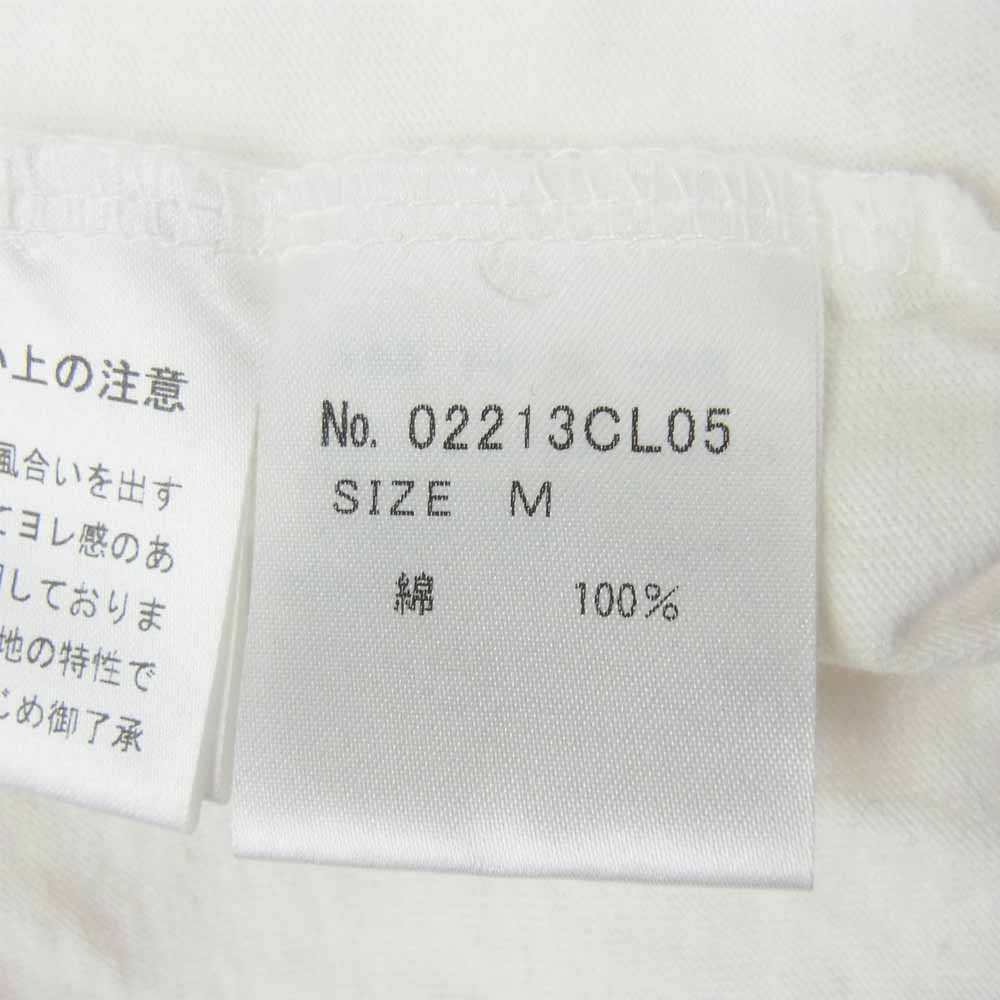 上の注意
風合いを出す
てヨレ感のあ
しておりま
地の特性で
じめ御了承
No. 02213CL05
SIZE M
綿 100%